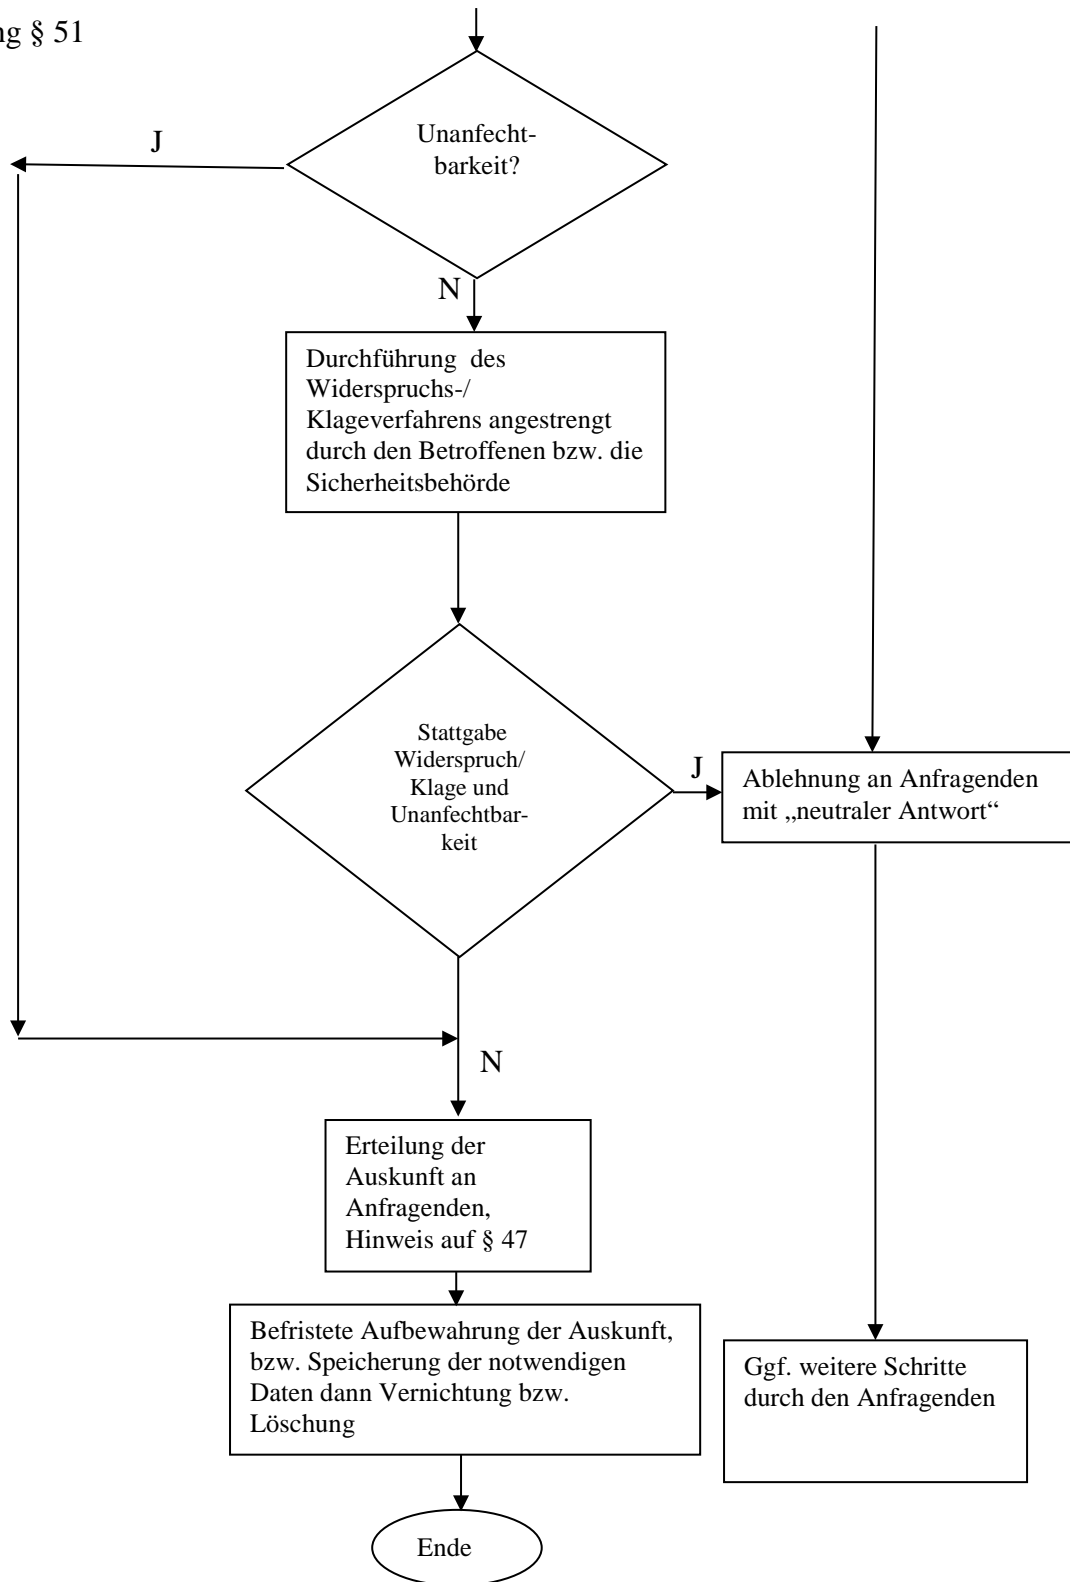 ng § 51
Unanfecht-
barkeit?
J
N
Durchführung des
Widerspruchs-/
Klageverfahrens angestrengt
durch den Betroffenen bzw. die
Sicherheitsbehörde
Stattgabe
Widerspruch/
Klage und
Unanfechtbar-
keit
J
Ablehnung an Anfragenden
mit „neutraler Antwort“
N
Erteilung der
Auskunft an
Anfragenden,
Hinweis auf § 47
Befristete Aufbewahrung der Auskunft,
bzw. Speicherung der notwendigen
Daten dann Vernichtung bzw.
Löschung
Ggf. weitere Schritte
durch den Anfragenden
Ende